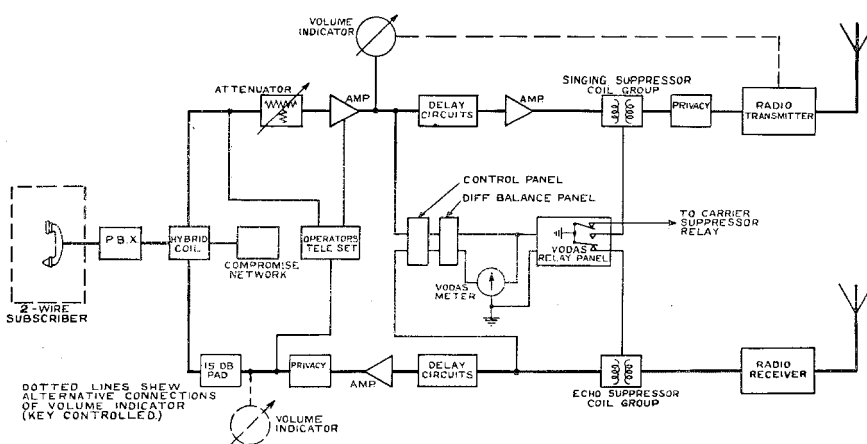 VOLUME
INDICATOR
ATTENUATOR
AMP.
DELAY
CIRCUITS
AMP.
SINGING SUPPRESSOR
COIL GROUP
PRIVACY
RADIO
TRANSMITTER
CONTROL PANEL
DIFF BALANCE PANEL
TO CARRIER
SUPPRESSOR
RELAY
P.B.X
HYBRID
COIL
COMPROMISE
NETWORK
OPERATORS
TELE SET
VODAS
METER
VODAS
RELAY PANEL
2-WIRE
SUBSCRIBER
15 DB
PAD
PRIVACY
AMP.
DELAY
CIRCUITS
ECHO SUPPRESSOR
COIL GROUP
RADIO
RECEIVER
DOTTED LINES SHEW
ALTERNATIVE CONNECTIONS
OF VOLUME INDICATOR
(KEY CONTROLLED.)
VOLUME
INDICATOR